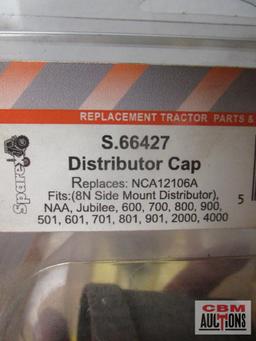 REPLACEMENT TRACTOR PARTS &
S.66427
Distributor Cap
Replaces: NCA12106A
Fits:(8N Side Mount Distributor),
NAA, Jubilee, 600, 700, 800, 900,
501, 601, 701, 801, 901, 2000, 4000
5
Sparex
CBM
AUCTIONS